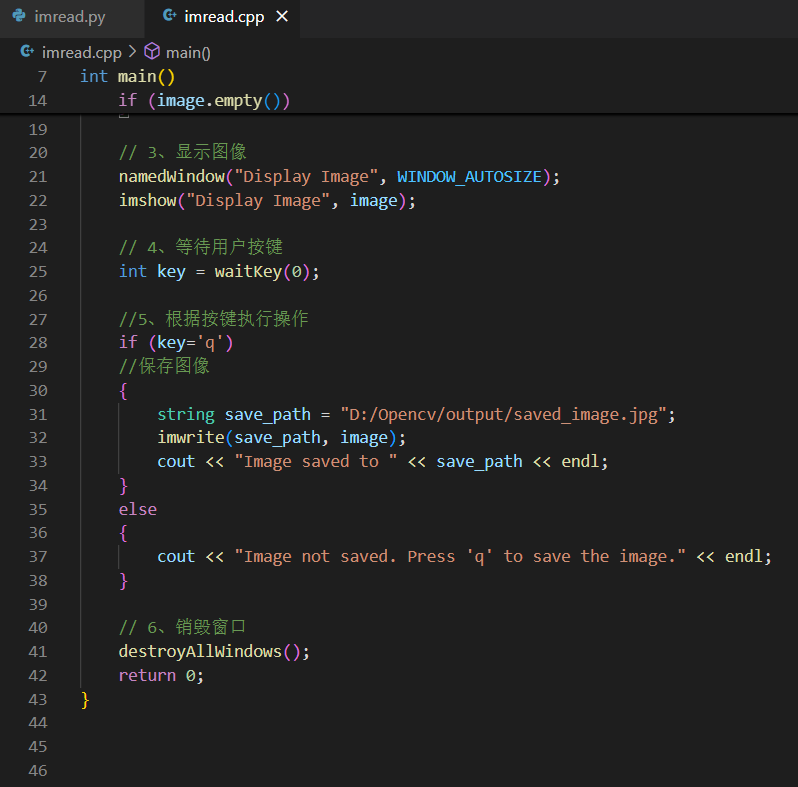 imread.py imread.cpp
imread.cpp > main()
7 int main()
14 if (image.empty())
19
20 // 3、显示图像
21 namedWindow("Display Image", WINDOW_AUTOSIZE);
22 imshow("Display Image", image);
23
24 // 4、等待用户按键
25 int key = waitKey(0);
26
27 //5、根据按键执行操作
28 if (key='q')
29 //保存图像
30 {
31 string save_path = "D:/Opencv/output/saved_image.jpg";
32 imwrite(save_path, image);
33 cout << "Image saved to " << save_path << endl;
34 }
35 else
36 {
37 cout << "Image not saved. Press 'q' to save the image." << endl;
38 }
39
40 // 6、销毁窗口
41 destroyAllWindows();
42 return 0;
43 }
44
45
46